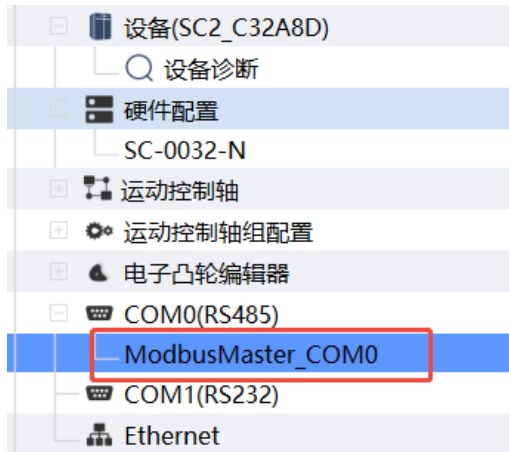 设备(SC2_C32A8D)
设备诊断
硬件配置
SC-0032-N
运动控制轴
运动控制轴组配置
电子凸轮编辑器
COM0(RS485)
ModbusMaster_COM0
COM1(RS232)
Ethernet